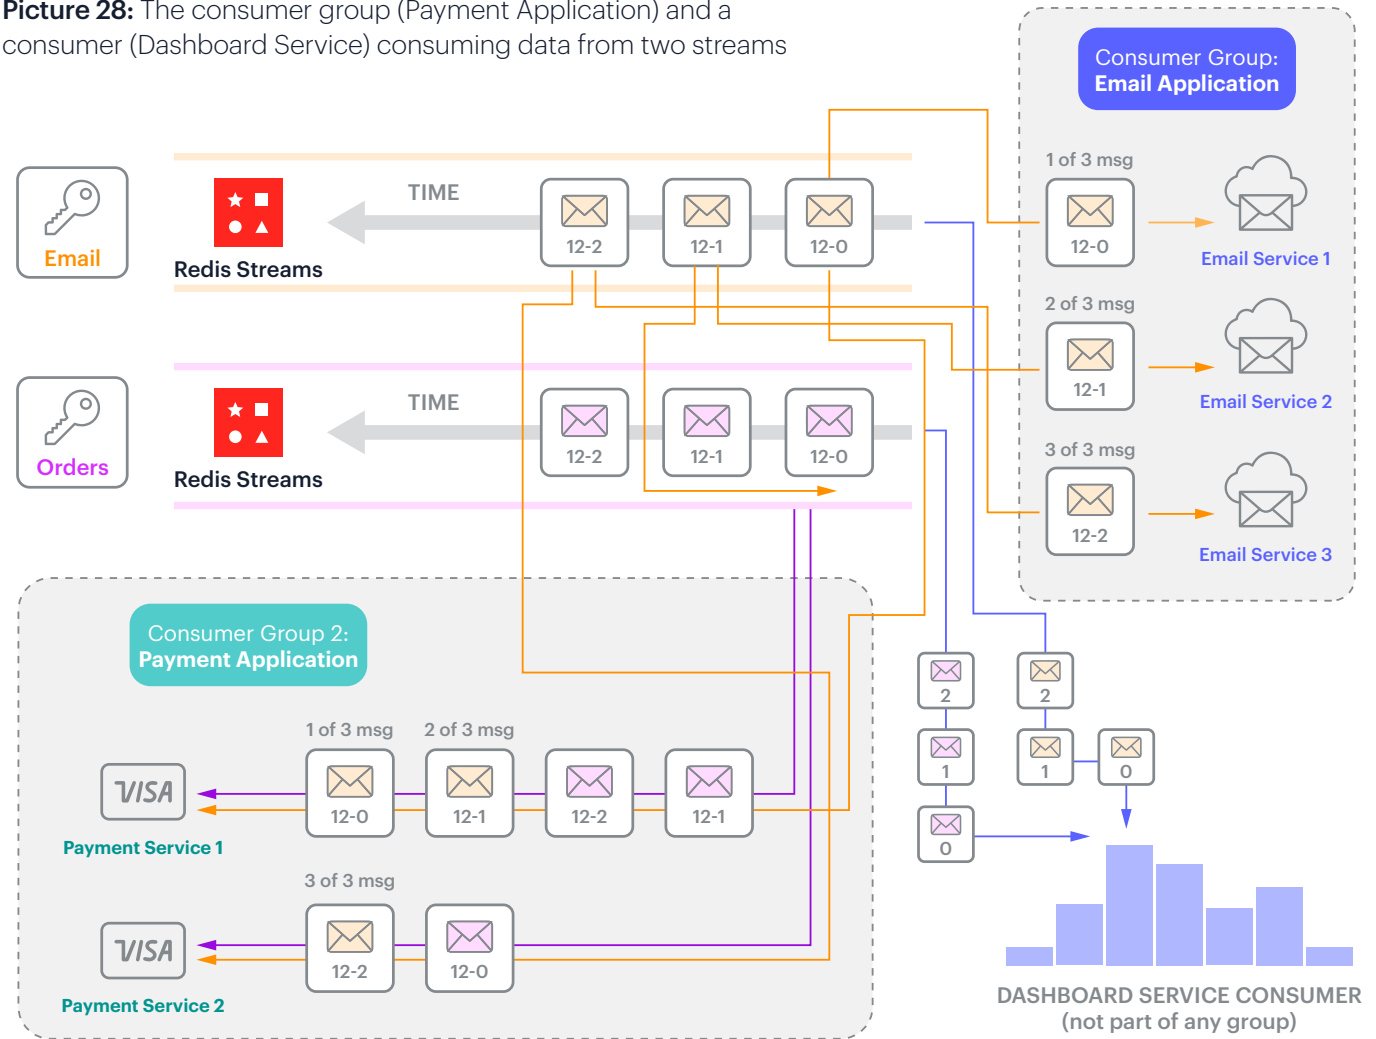 Picture 28: The consumer group (Payment Application) and a
consumer (Dashboard Service) consuming data from two streams
Consumer Group:
Email Application
Email
Redis Streams
TIME
12-2
12-1
12-0
1 of 3 msg
12-0
Email Service 1
2 of 3 msg
12-1
Email Service 2
3 of 3 msg
12-2
Email Service 3
Orders
Redis Streams
TIME
12-2
12-1
12-0
Consumer Group 2:
Payment Application
1 of 3 msg
2 of 3 msg
VISA
12-0
12-1
12-2
12-1
Payment Service 1
3 of 3 msg
VISA
12-2
12-0
Payment Service 2
2
1
0
2
1
0
DASHBOARD SERVICE CONSUMER
(not part of any group)